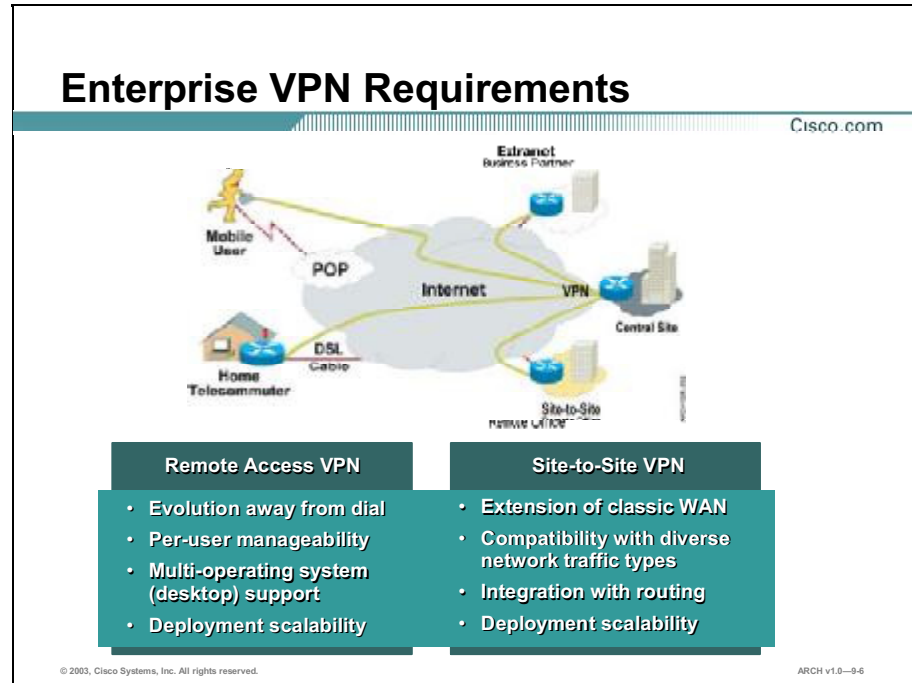 Enterprise VPN Requirements
Cisco.com
Extranet
Business Partner
Mobile
User
POP
Internet
VPN
Central Site
DSL
Cable
Home
Telecommuter
Site-to-Site
Remote Office
Remote Access VPN
• Evolution away from dial
• Per-user manageability
• Multi-operating system
(desktop) support
• Deployment scalability
Site-to-Site VPN
• Extension of classic WAN
• Compatibility with diverse
network traffic types
• Integration with routing
• Deployment scalability
© 2003, Cisco Systems, Inc. All rights reserved.
ARCH v1.0—9-6